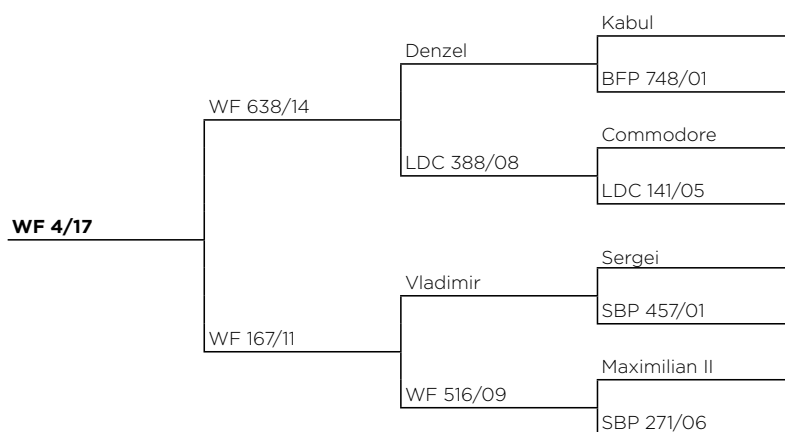 Kabul
Denzel
BFP 748/01
WF 638/14
Commodore
LDC 388/08
LDC 141/05
WF 4/17
Sergei
Vladimir
SBP 457/01
WF 167/11
Maximilian II
WF 516/09
SBP 271/06